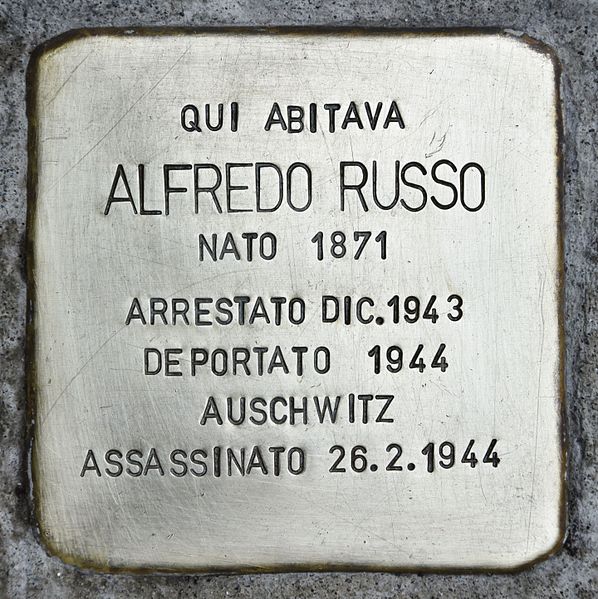 QUI ABITAVA
ALFREDO RUSSO
NATO 1871
ARRESTATO DIC.1943
DEPORTATO 1944
AUSCHWITZ
ASSASSINATO 26.2.1944